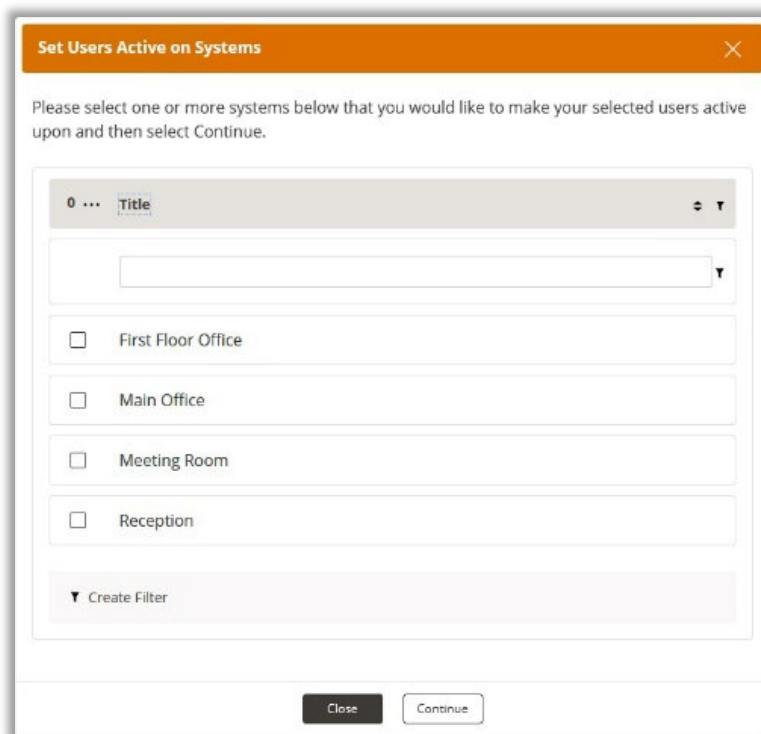 Set Users Active on Systems
Please select one or more systems below that you would like to make your selected users active
upon and then select Continue.
0 ... Title
First Floor Office
Main Office
Meeting Room
Reception
Create Filter
Close Continue